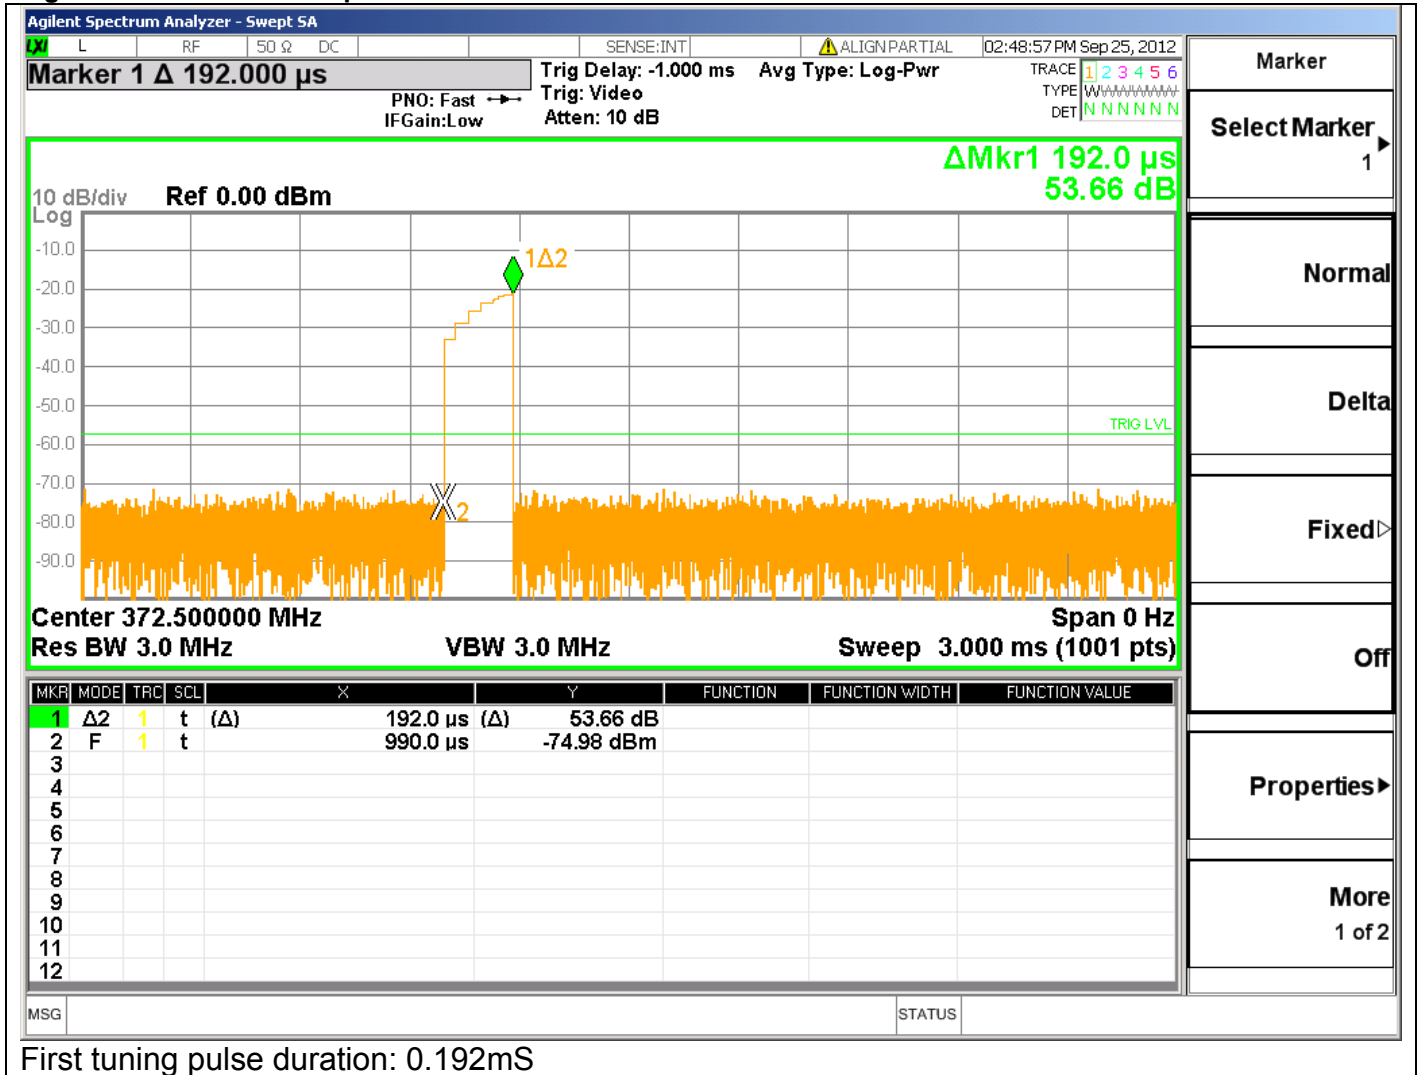 Agilent Spectrum Analyzer - Swept SA
LXI L RF 50 Ω DC SENSE:INT ALIGN PARTIAL 02:48:57 PM Sep 25, 2012
Marker 1 Δ 192.000 µs
PNO: Fast
IFGain:Low
Trig Delay: -1.000 ms
Trig: Video
Atten: 10 dB
Avg Type: Log-Pwr
TRACE 1 2 3 4 5 6
TYPE W
DET N N N N N N
ΔMkr1 192.0 µs
53.66 dB
10 dB/div Ref 0.00 dBm
Log
-10.0
-20.0
-30.0
-40.0
-50.0
-60.0
-70.0
-80.0
-90.0
1Δ2
TRIG LVL
2
Center 372.500000 MHz Span 0 Hz
Res BW 3.0 MHz VBW 3.0 MHz Sweep 3.000 ms (1001 pts)
MKR MODE TRC SCL X Y FUNCTION FUNCTION WIDTH FUNCTION VALUE
1 Δ2 1 t (Δ) 192.0 µs (Δ) 53.66 dB
2 F 1 t 990.0 µs -74.98 dBm
3
4
5
6
7
8
9
10
11
12
MSG STATUS
Marker
Select Marker
1
Normal
Delta
Fixed
Off
Properties
More
1 of 2
First tuning pulse duration: 0.192mS